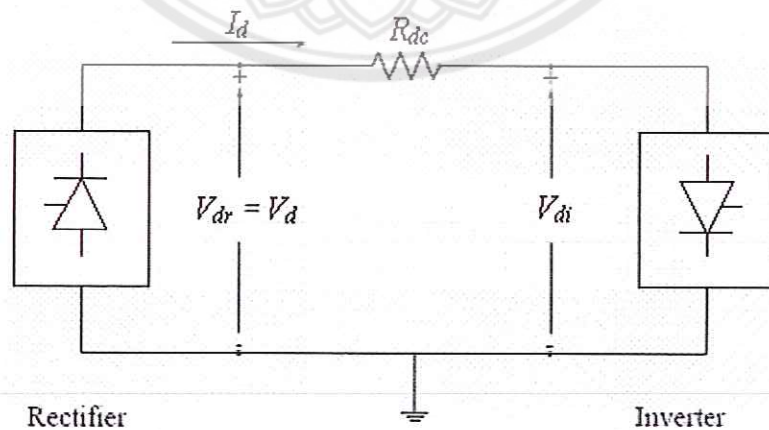 I_d
R_dc
+
+
V_dr = V_d
V_di
-
-
Rectifier
Inverter